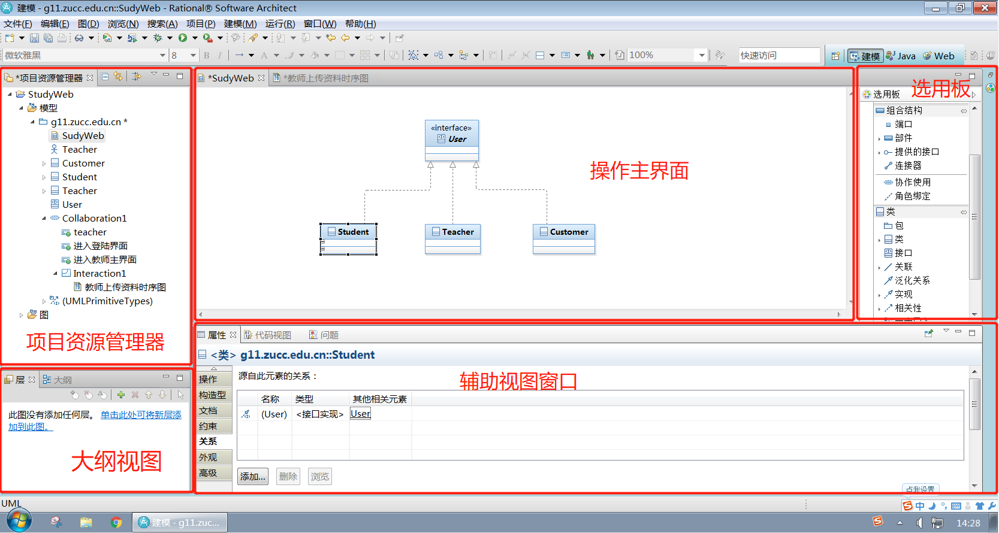 建模 - g11.zucc.edu.cn::SudyWeb - Rational® Software Architect
文件(F) 编辑(E) 图(D) 浏览(N) 搜索(A) 项目(P) 建模(M) 运行(R) 窗口(W) 帮助(H)
微软雅黑 8 B I A 100% 快速访问 建模 Java Web
*项目资源管理器
StudyWeb
模型
g11.zucc.edu.cn *
SudyWeb
Teacher
Customer
Student
Teacher
User
Collaboration1
teacher
进入登陆界面
进入教师主界面
Interaction1
教师上传资料时序图
(UMLPrimitiveTypes)
图
项目资源管理器
层 大纲
此图没有添加任何层。 单击此处可将新层添
加到此图。
大纲视图
*SudyWeb *教师上传资料时序图
«interface»
User
操作主界面
Student Teacher Customer
选用板
选用板
组合结构
端口
部件
提供的接口
连接器
协作使用
角色绑定
类
包
类
接口
关联
泛化关系
实现
相关性
属性 代码视图 问题
<类> g11.zucc.edu.cn::Student
操作
构造型
文档
约束
关系
外观
高级
源自此元素的关系：
辅助视图窗口
名称 类型 其他相关元素
(User) <接口实现> User
添加... 删除 浏览
点我设置
UML
中
建模 - g11.zuc...
14:28